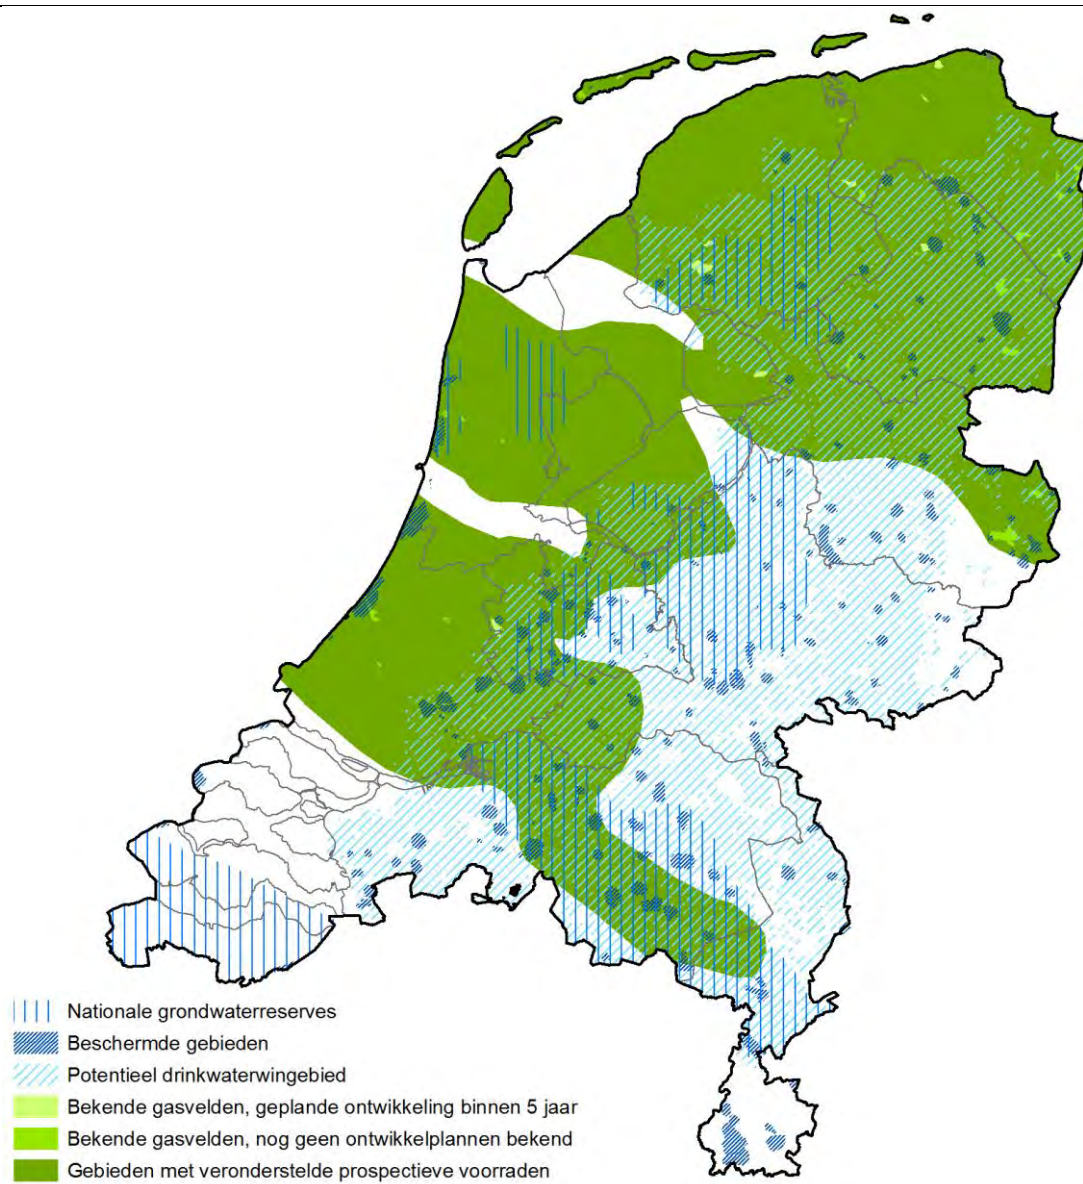 Nationale grondwaterreserves
Beschermde gebieden
Potentieel drinkwaterwingebied
Bekende gasvelden, geplande ontwikkeling binnen 5 jaar
Bekende gasvelden, nog geen ontwikkelplannen bekend
Gebieden met veronderstelde prospectieve voorraden